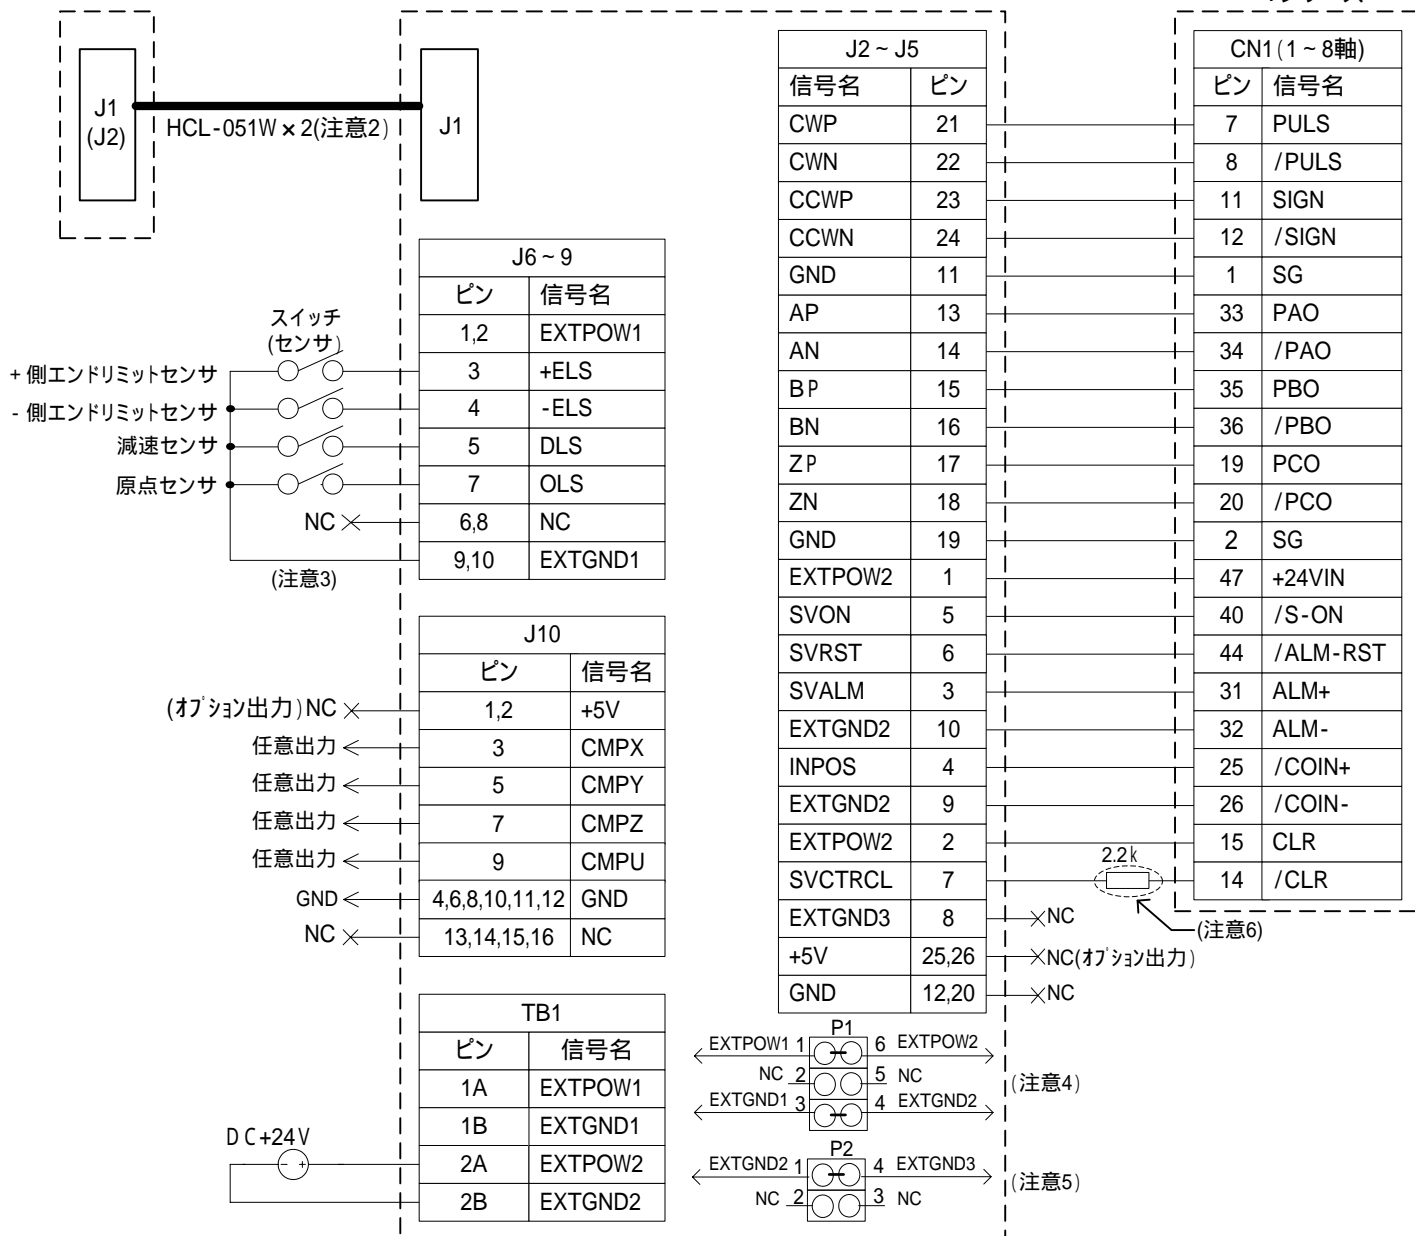 J1
(J2)
HCL-051W×2(注意2)
J1
J6~9
ピン 信号名
1,2 EXTPOW1
3 +ELS
4 -ELS
5 DLS
7 OLS
6,8 NC
9,10 EXTGND1
スイッチ
(センサ)
+側エンドリミットセンサ
-側エンドリミットセンサ
減速センサ
原点センサ
NC
(注意3)
J10
ピン 信号名
1,2 +5V
3 CMPX
5 CMPY
7 CMPZ
9 CMPU
4,6,8,10,11,12 GND
13,14,15,16 NC
(オプション出力)NC
任意出力
任意出力
任意出力
任意出力
GND
NC
TB1
ピン 信号名
1A EXTPOW1
1B EXTGND1
2A EXTPOW2
2B EXTGND2
DC+24V
- +
J2~J5
信号名 ピン
CWP 21
CWN 22
CCWP 23
CCWN 24
GND 11
AP 13
AN 14
BP 15
BN 16
ZP 17
ZN 18
GND 19
EXTPOW2 1
SVON 5
SVRST 6
SVALM 3
EXTGND2 10
INPOS 4
EXTGND2 9
EXTPOW2 2
SVCTRCL 7
EXTGND3 8
+5V 25,26
GND 12,20
NC
NC(オプション出力)
NC
2.2k
(注意6)
CN1(1~8軸)
ピン 信号名
7 PULS
8 /PULS
11 SIGN
12 /SIGN
1 SG
33 PAO
34 /PAO
35 PBO
36 /PBO
19 PCO
20 /PCO
2 SG
47 +24VIN
40 /S-ON
44 /ALM-RST
31 ALM+
32 ALM-
25 /COIN+
26 /COIN-
15 CLR
14 /CLR
P1
EXTPOW1 1 6 EXTPOW2
NC 2 5 NC
EXTGND1 3 4 EXTGND2
(注意4)
P2
EXTGND2 1 4 EXTGND3
NC 2 3 NC
(注意5)